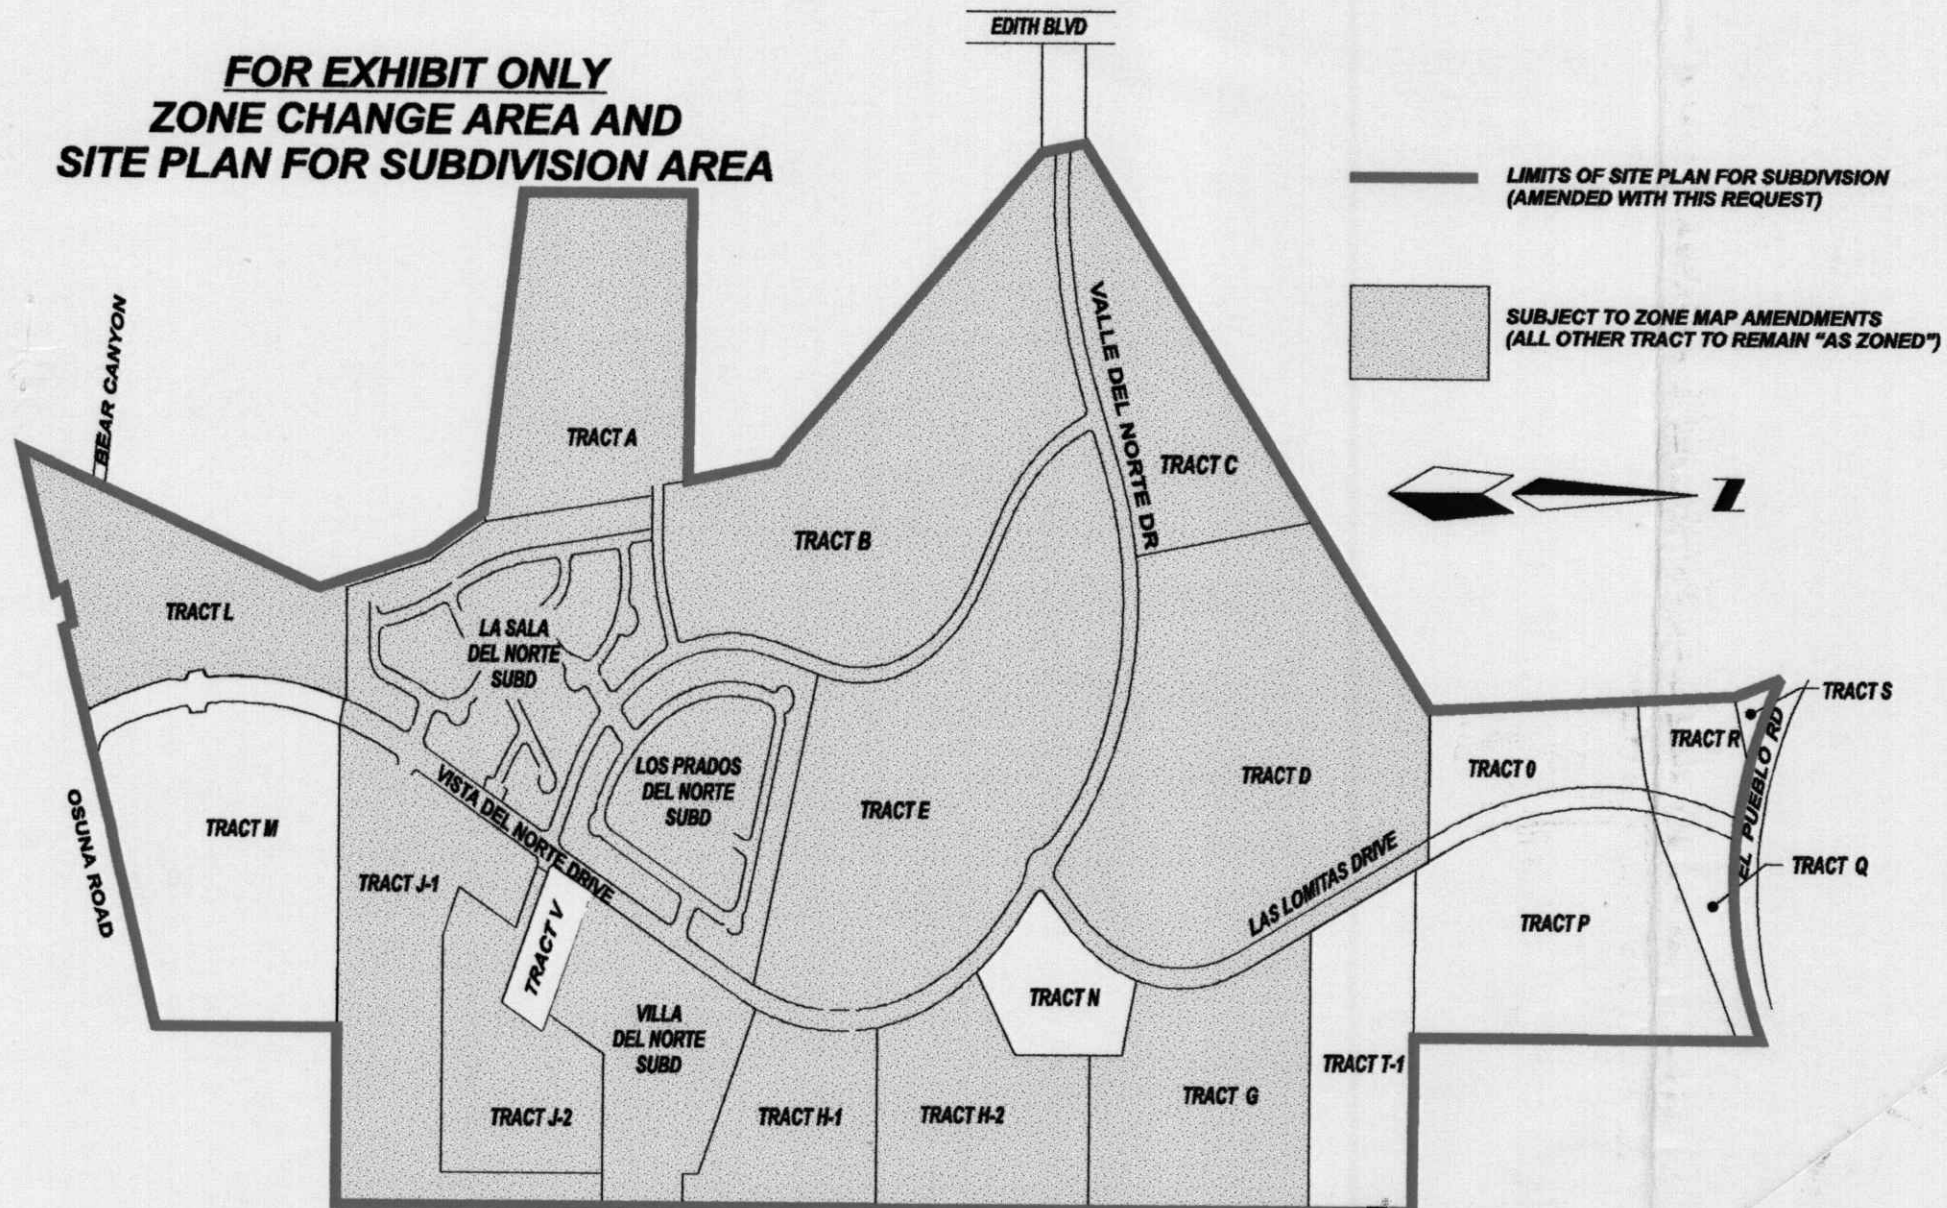 EDITH BLVD
FOR EXHIBIT ONLY
ZONE CHANGE AREA AND
SITE PLAN FOR SUBDIVISION AREA
LIMITS OF SITE PLAN FOR SUBDIVISION
(AMENDED WITH THIS REQUEST)
SUBJECT TO ZONE MAP AMENDMENTS
(ALL OTHER TRACT TO REMAIN "AS ZONED")
N
BEAR CANYON
VALLE DEL NORTE DR
TRACT A
TRACT C
TRACT B
TRACT L
LA SALA
DEL NORTE
SUBD
TRACT S
TRACT R
EL PUEBLO RD
TRACT O
LOS PRADOS
DEL NORTE
SUBD
TRACT D
TRACT E
VISTA DEL NORTE DRIVE
OSUNA ROAD
TRACT M
TRACT J-1
LAS LOMITAS DRIVE
TRACT Q
TRACT P
TRACT V
TRACT N
VILLA
DEL NORTE
SUBD
TRACT T-1
TRACT J-2
TRACT H-1
TRACT H-2
TRACT G